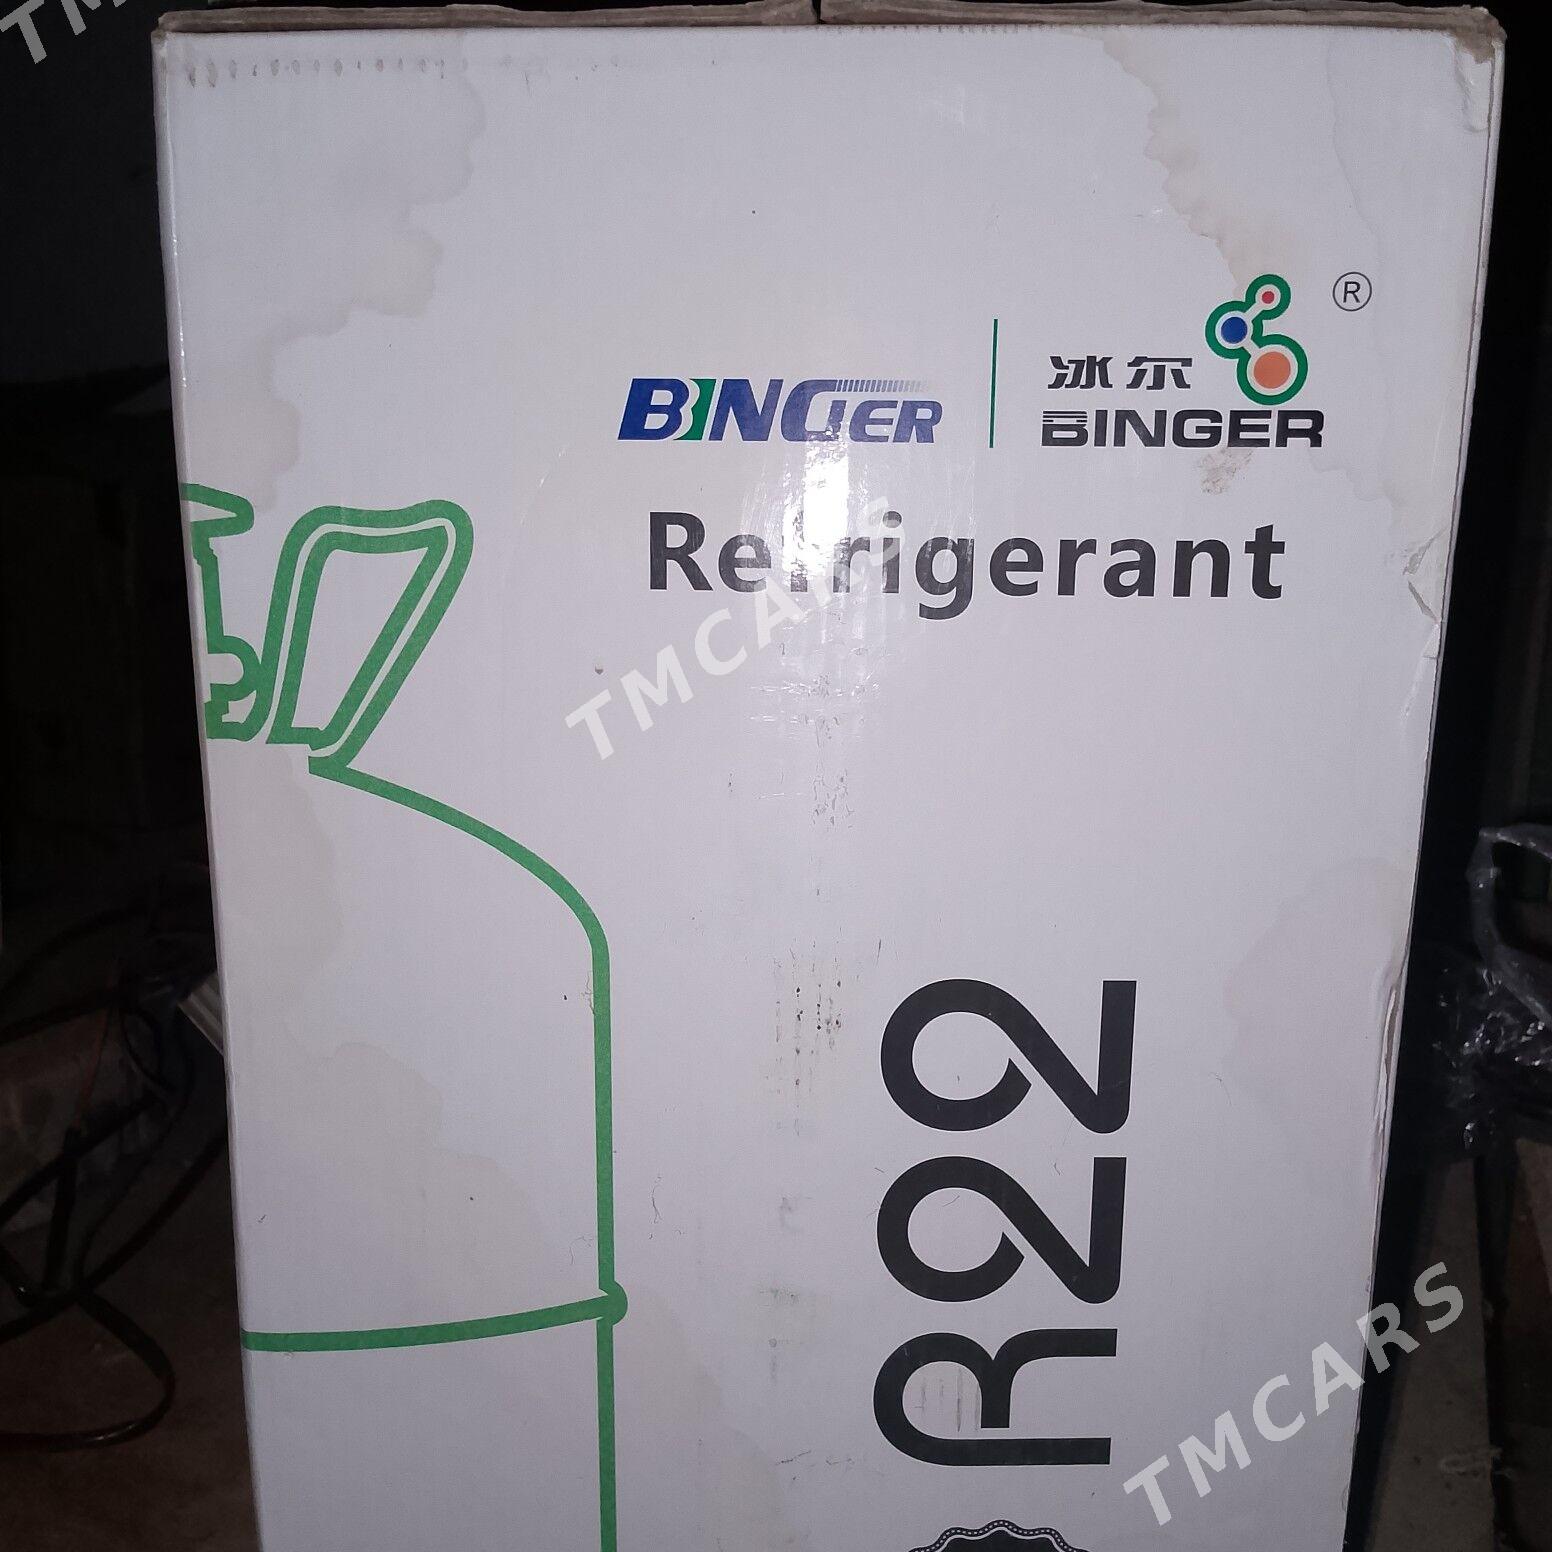 BINGER
冰尔
BINGER
®
Refrigerant
R22
TMCARS
TMCARS